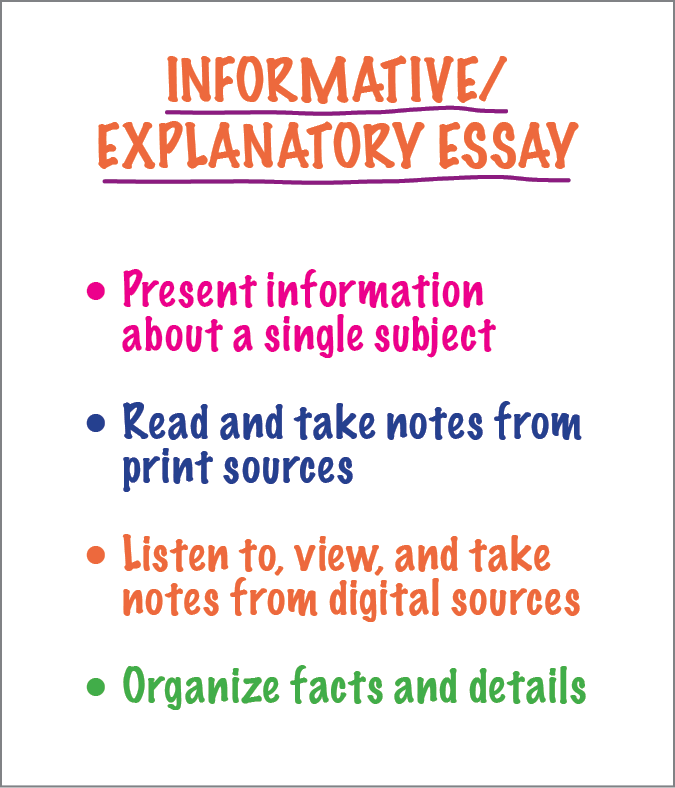 INFORMATIVE/
EXPLANATORY ESSAY
• Present information
about a single subject
• Read and take notes from
print sources
• Listen to, view, and take
notes from digital sources
• Organize facts and details